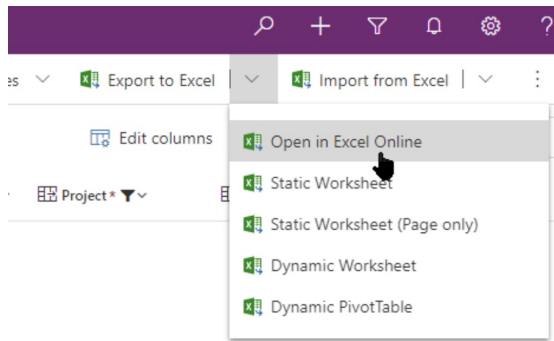 es Export to Excel Import from Excel
Edit columns
Open in Excel Online
Project *
Static Worksheet
Static Worksheet (Page only)
Dynamic Worksheet
Dynamic PivotTable